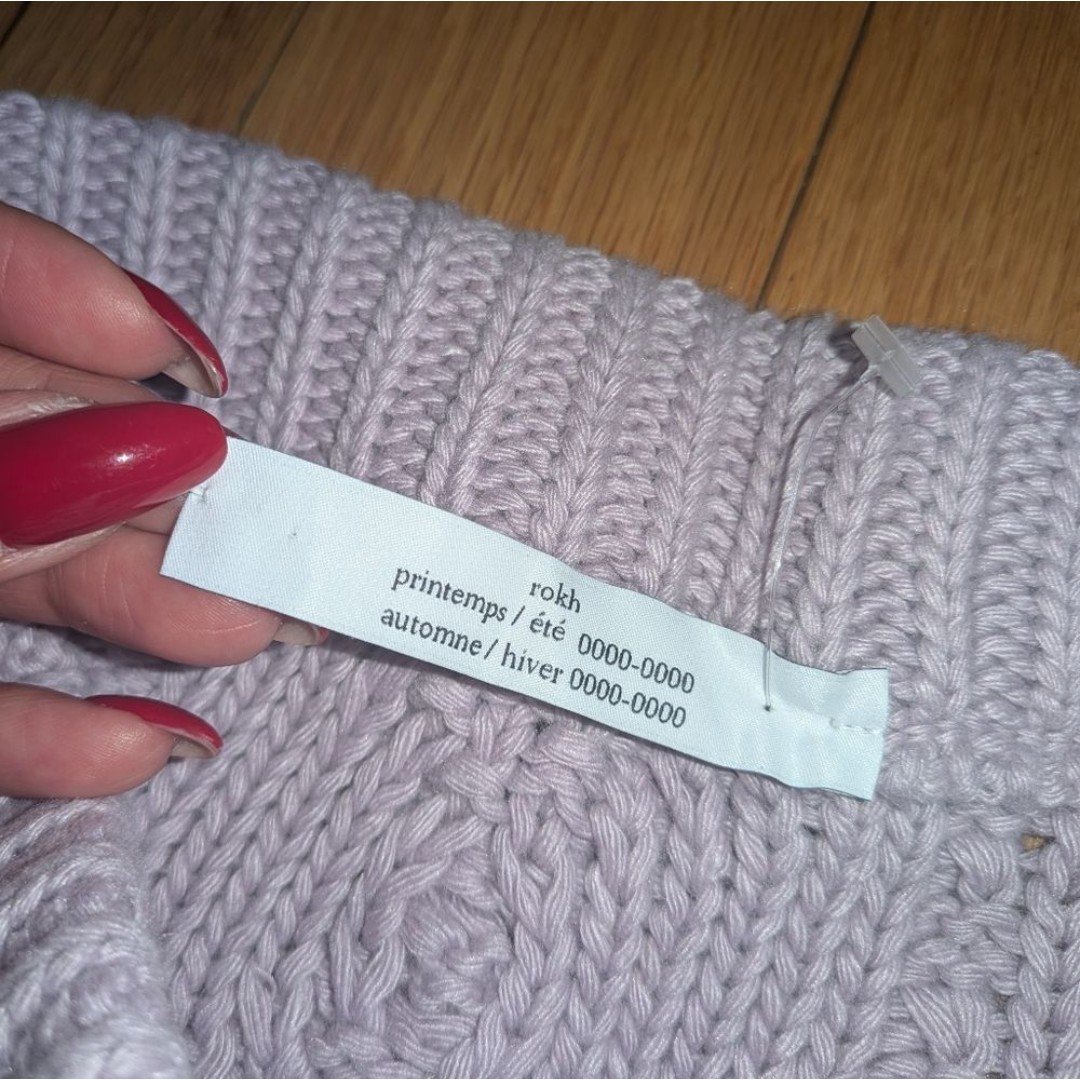 rokh
printemps / été 0000-0000
automne / hiver 0000-0000